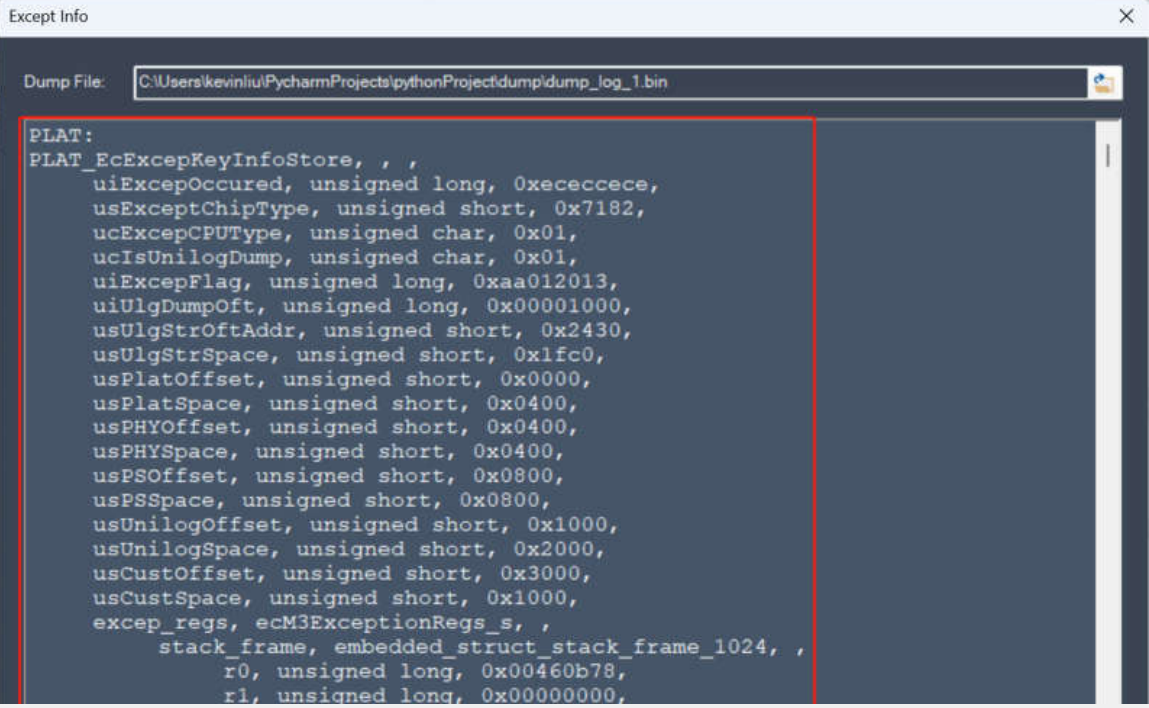 Except Info
Dump File: C:\Users\kevinliu\PycharmProjects\pythonProject\dump\dump_log_1.bin
PLAT:
PLAT_EcExcepKeyInfoStore, , ,
uiExcepOccured, unsigned long, 0xececcece,
usExceptChipType, unsigned short, 0x7182,
ucExcepCPUType, unsigned char, 0x01,
ucIsUnilogDump, unsigned char, 0x01,
uiExcepFlag, unsigned long, 0xaa012013,
uiUlgDumpOft, unsigned long, 0x00001000,
usUlgStrOftAddr, unsigned short, 0x2430,
usUlgStrSpace, unsigned short, 0x1fc0,
usPlatOffset, unsigned short, 0x0000,
usPlatSpace, unsigned short, 0x0400,
usPHYOffset, unsigned short, 0x0400,
usPHYSpace, unsigned short, 0x0400,
usPSOffset, unsigned short, 0x0800,
usPSSpace, unsigned short, 0x0800,
usUnilogOffset, unsigned short, 0x1000,
usUnilogSpace, unsigned short, 0x2000,
usCustOffset, unsigned short, 0x3000,
usCustSpace, unsigned short, 0x1000,
excep_regs, ecM3ExceptionRegs_s, ,
stack_frame, embedded_struct_stack_frame_1024, ,
r0, unsigned long, 0x00460b78,
r1, unsigned long, 0x00000000,